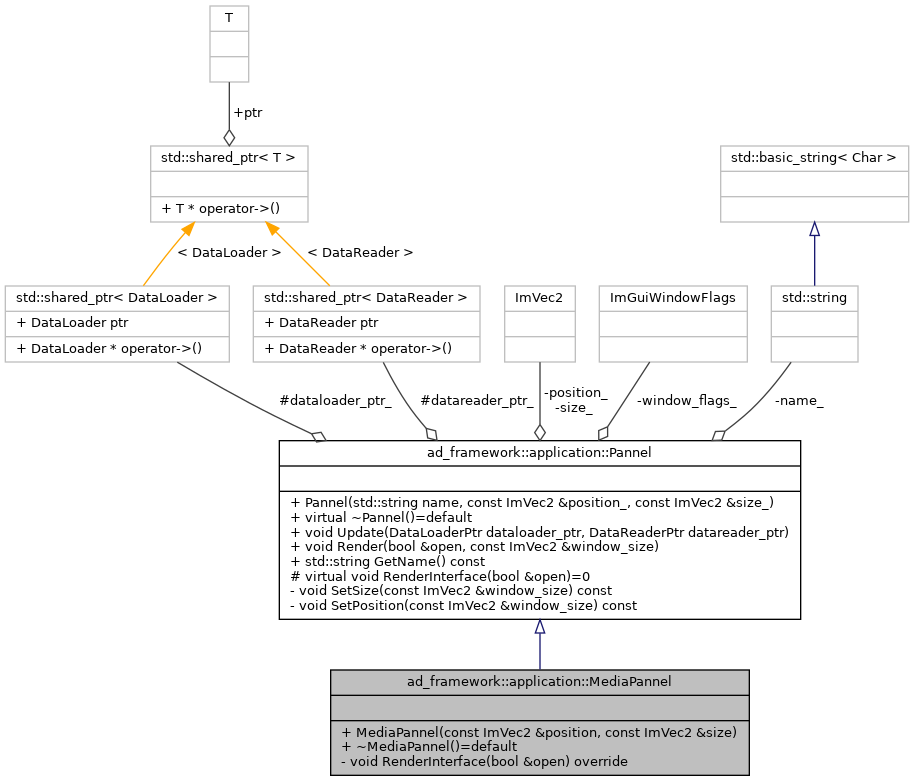 T
+ptr
std::shared_ptr< T >
+ T * operator->()
std::basic_string< Char >
< DataLoader >
< DataReader >
std::shared_ptr< DataLoader >
+ DataLoader ptr
+ DataLoader * operator->()
std::shared_ptr< DataReader >
+ DataReader ptr
+ DataReader * operator->()
ImVec2
ImGuiWindowFlags
std::string
#dataloader_ptr_
#datareader_ptr_
-position_
-size_
-window_flags_
-name_
ad_framework::application::Pannel
+ Pannel(std::string name, const ImVec2 &position_, const ImVec2 &size_)
+ virtual ~Pannel()=default
+ void Update(DataLoaderPtr dataloader_ptr, DataReaderPtr datareader_ptr)
+ void Render(bool &open, const ImVec2 &window_size)
+ std::string GetName() const
# virtual void RenderInterface(bool &open)=0
- void SetSize(const ImVec2 &window_size) const
- void SetPosition(const ImVec2 &window_size) const
ad_framework::application::MediaPannel
+ MediaPannel(const ImVec2 &position, const ImVec2 &size)
+ ~MediaPannel()=default
- void RenderInterface(bool &open) override